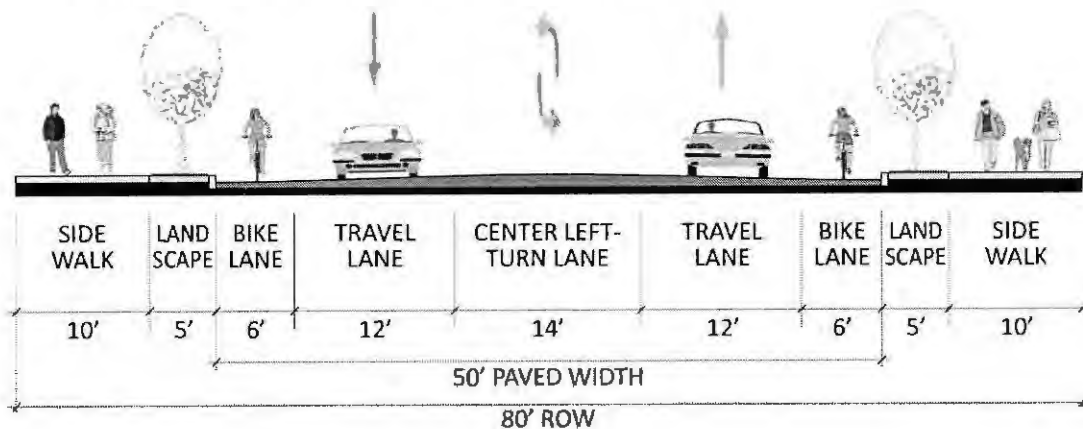 SIDE WALK
LAND SCAPE
BIKE LANE
TRAVEL LANE
CENTER LEFT-TURN LANE
TRAVEL LANE
BIKE LANE
LAND SCAPE
SIDE WALK
10’ 5’ 6’ 12’ 14’ 12’ 6’ 5’ 10’
50’ PAVED WIDTH
80’ ROW